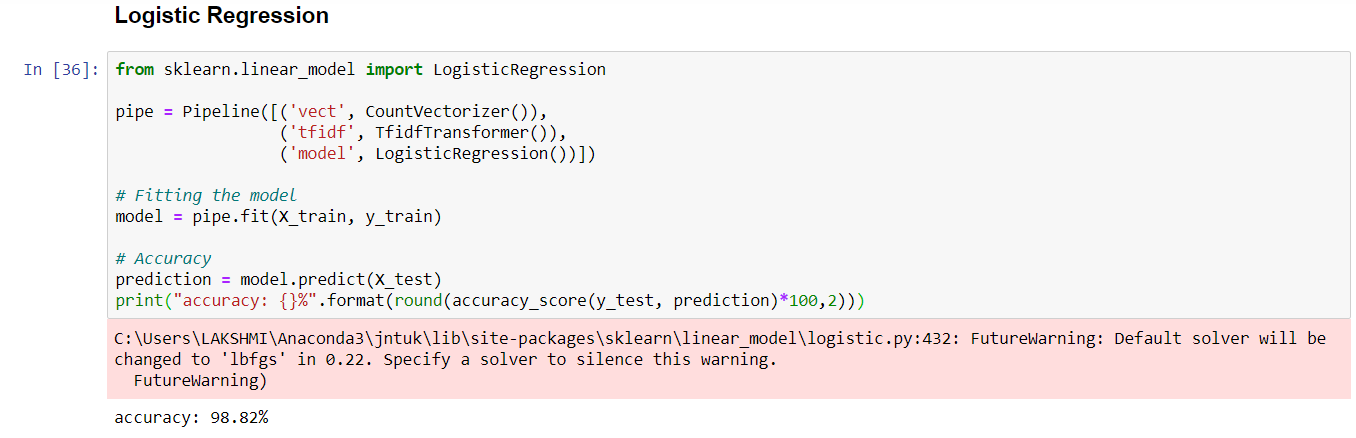 Logistic Regression
In [36]: from sklearn.linear_model import LogisticRegression
pipe = Pipeline([('vect', CountVectorizer()),
('tfidf', TfidfTransformer()),
('model', LogisticRegression())])
# Fitting the model
model = pipe.fit(X_train, y_train)
# Accuracy
prediction = model.predict(X_test)
print("accuracy: {}%".format(round(accuracy_score(y_test, prediction)*100,2)))
C:\Users\LAKSHMI\Anaconda3\jntuk\lib\site-packages\sklearn\linear_model\logistic.py:432: FutureWarning: Default solver will be
changed to 'lbfgs' in 0.22. Specify a solver to silence this warning.
FutureWarning)
accuracy: 98.82%